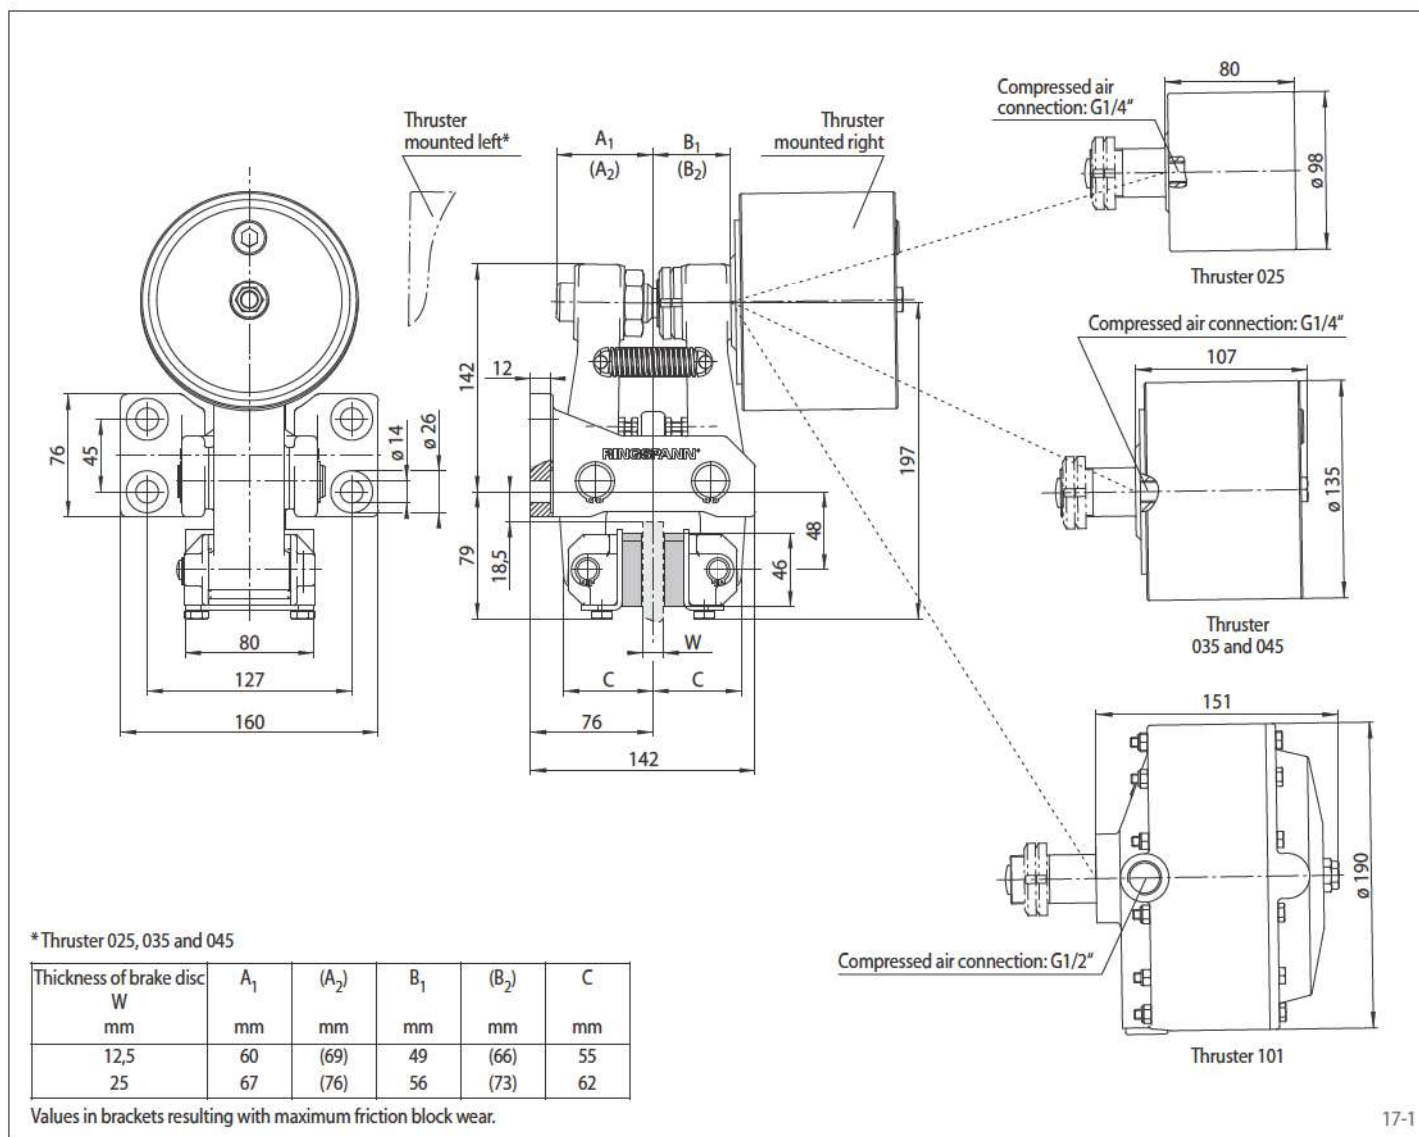 Compressed air
connection: G1/4“
80
ø 98
Thruster 025
Thruster
mounted left*
A1
(A2)
B1
(B2)
Thruster
mounted right
Compressed air connection: G1/4“
107
ø 135
Thruster
035 and 045
142
12
197
RINGSPANN®
76
45
ø 14
ø 26
79
18,5
48
46
80
127
160
W
C
C
76
142
151
ø 190
Compressed air connection: G1/2“
Thruster 101
* Thruster 025, 035 and 045
Thickness of brake disc A1 (A2) B1 (B2) C
W
mm mm mm mm mm mm
12,5 60 (69) 49 (66) 55
25 67 (76) 56 (73) 62
Values in brackets resulting with maximum friction block wear.
17-1